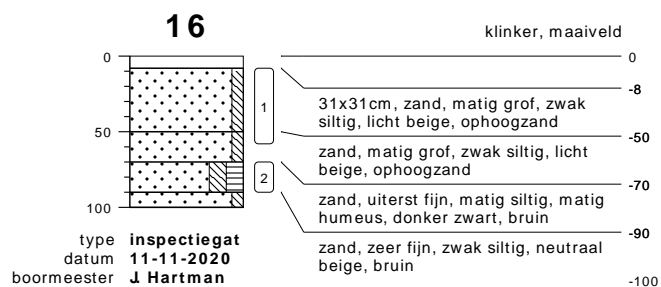 16
klinker, maaiveld
0
0
-8
31x31cm, zand, matig grof, zwak
siltig, licht beige, ophoogzand
1
50
-50
zand, matig grof, zwak siltig, licht
beige, ophoogzand
-70
2
zand, uiterst fijn, matig siltig, matig
humeus, donker zwart, bruin
100
-90
zand, zeer fijn, zwak siltig, neutraal
beige, bruin
-100
type inspectiegat
datum 11-11-2020
boormeester J. Hartman